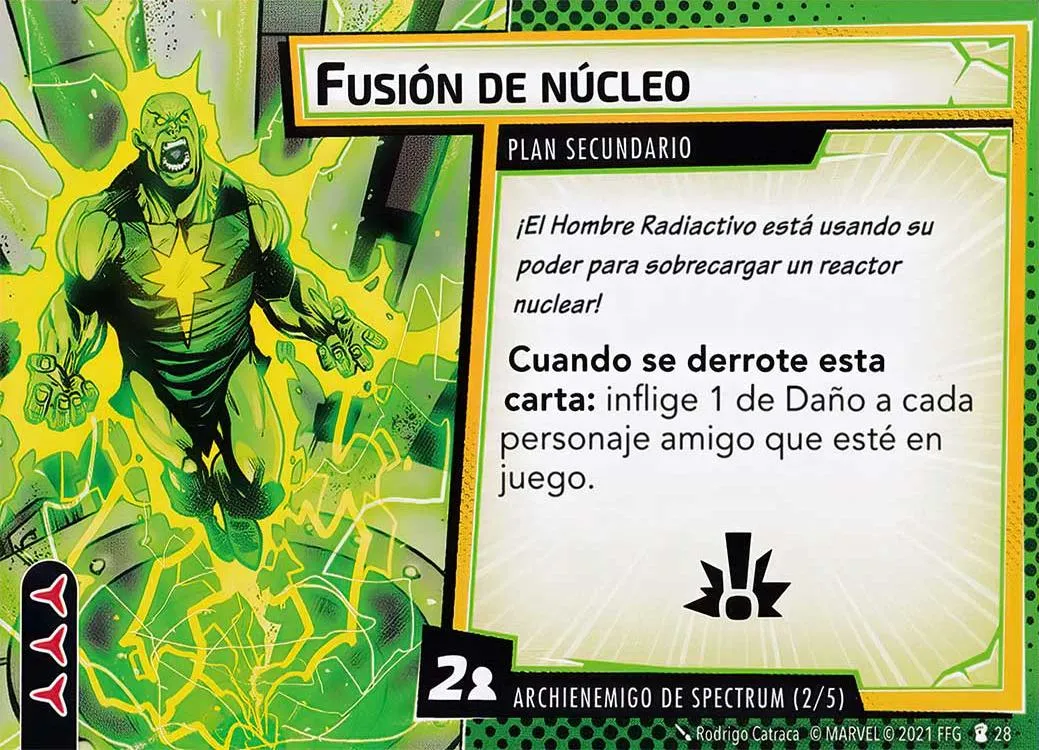 FUSIÓN DE NÚCLEO
PLAN SECUNDARIO
¡El Hombre Radiactivo está usando su
poder para sobrecargar un reactor
nuclear!
Cuando se derrote esta
carta: inflige 1 de Daño a cada
personaje amigo que esté en
juego.
2
ARCHIENEMIGO DE SPECTRUM (2/5)
Rodrigo Catraca © MARVEL © 2021 FFG 28